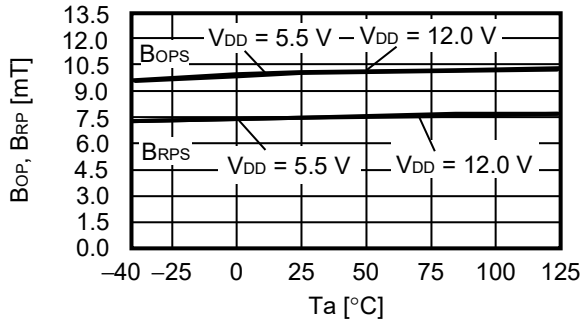 13.5
12.0
10.5
9.0
7.5
6.0
4.5
3.0
1.5
0.0
BOP, BRP [mT]
BOPS
VDD = 5.5 V
VDD = 12.0 V
BRPS
VDD = 5.5 V
VDD = 12.0 V
−40 −25 0 25 50 75 100 125
Ta [°C]